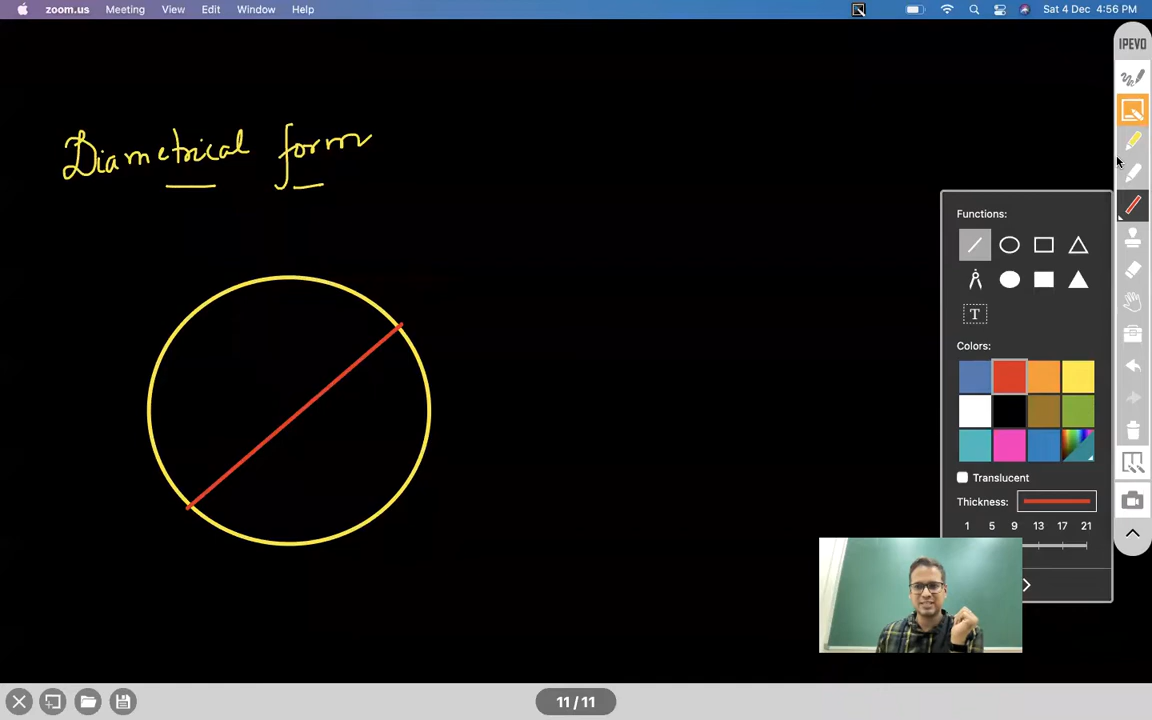 zoom.us Meeting View Edit Window Help Sat 4 Dec 4:56 PM
IPEVO
Diametrical form
Functions:
T
Colors:
Translucent
Thickness:
1 5 9 13 17 21
11 / 11